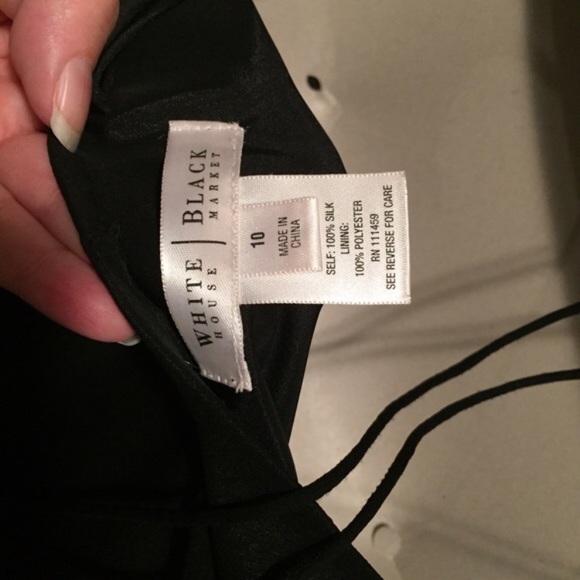 WHITE | BLACK
HOUSE MARKET
10
MADE IN
CHINA
SELF: 100% SILK
LINING:
100% POLYESTER
RN 111459
SEE REVERSE FOR CARE